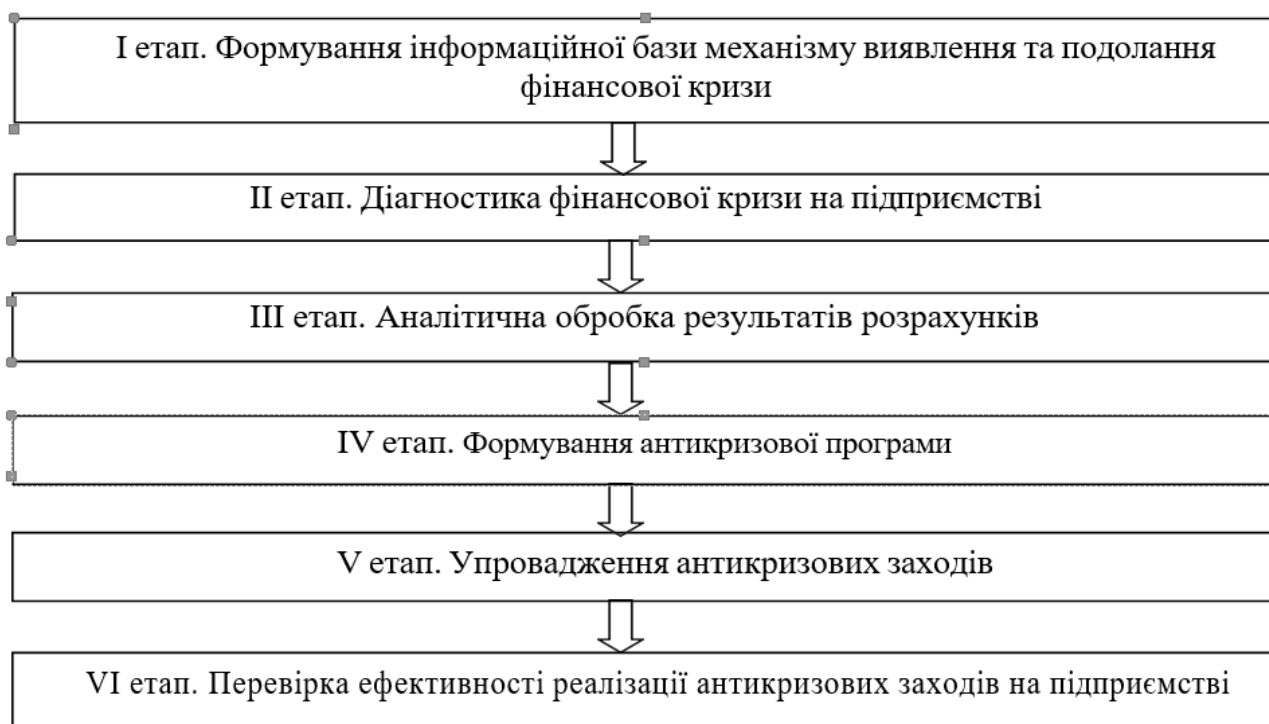 І етап. Формування інформаційної бази механізму виявлення та подолання
фінансової кризи
ІІ етап. Діагностика фінансової кризи на підприємстві
ІІІ етап. Аналітична обробка результатів розрахунків
IV етап. Формування антикризової програми
V етап. Упровадження антикризових заходів
VI етап. Перевірка ефективності реалізації антикризових заходів на підприємстві